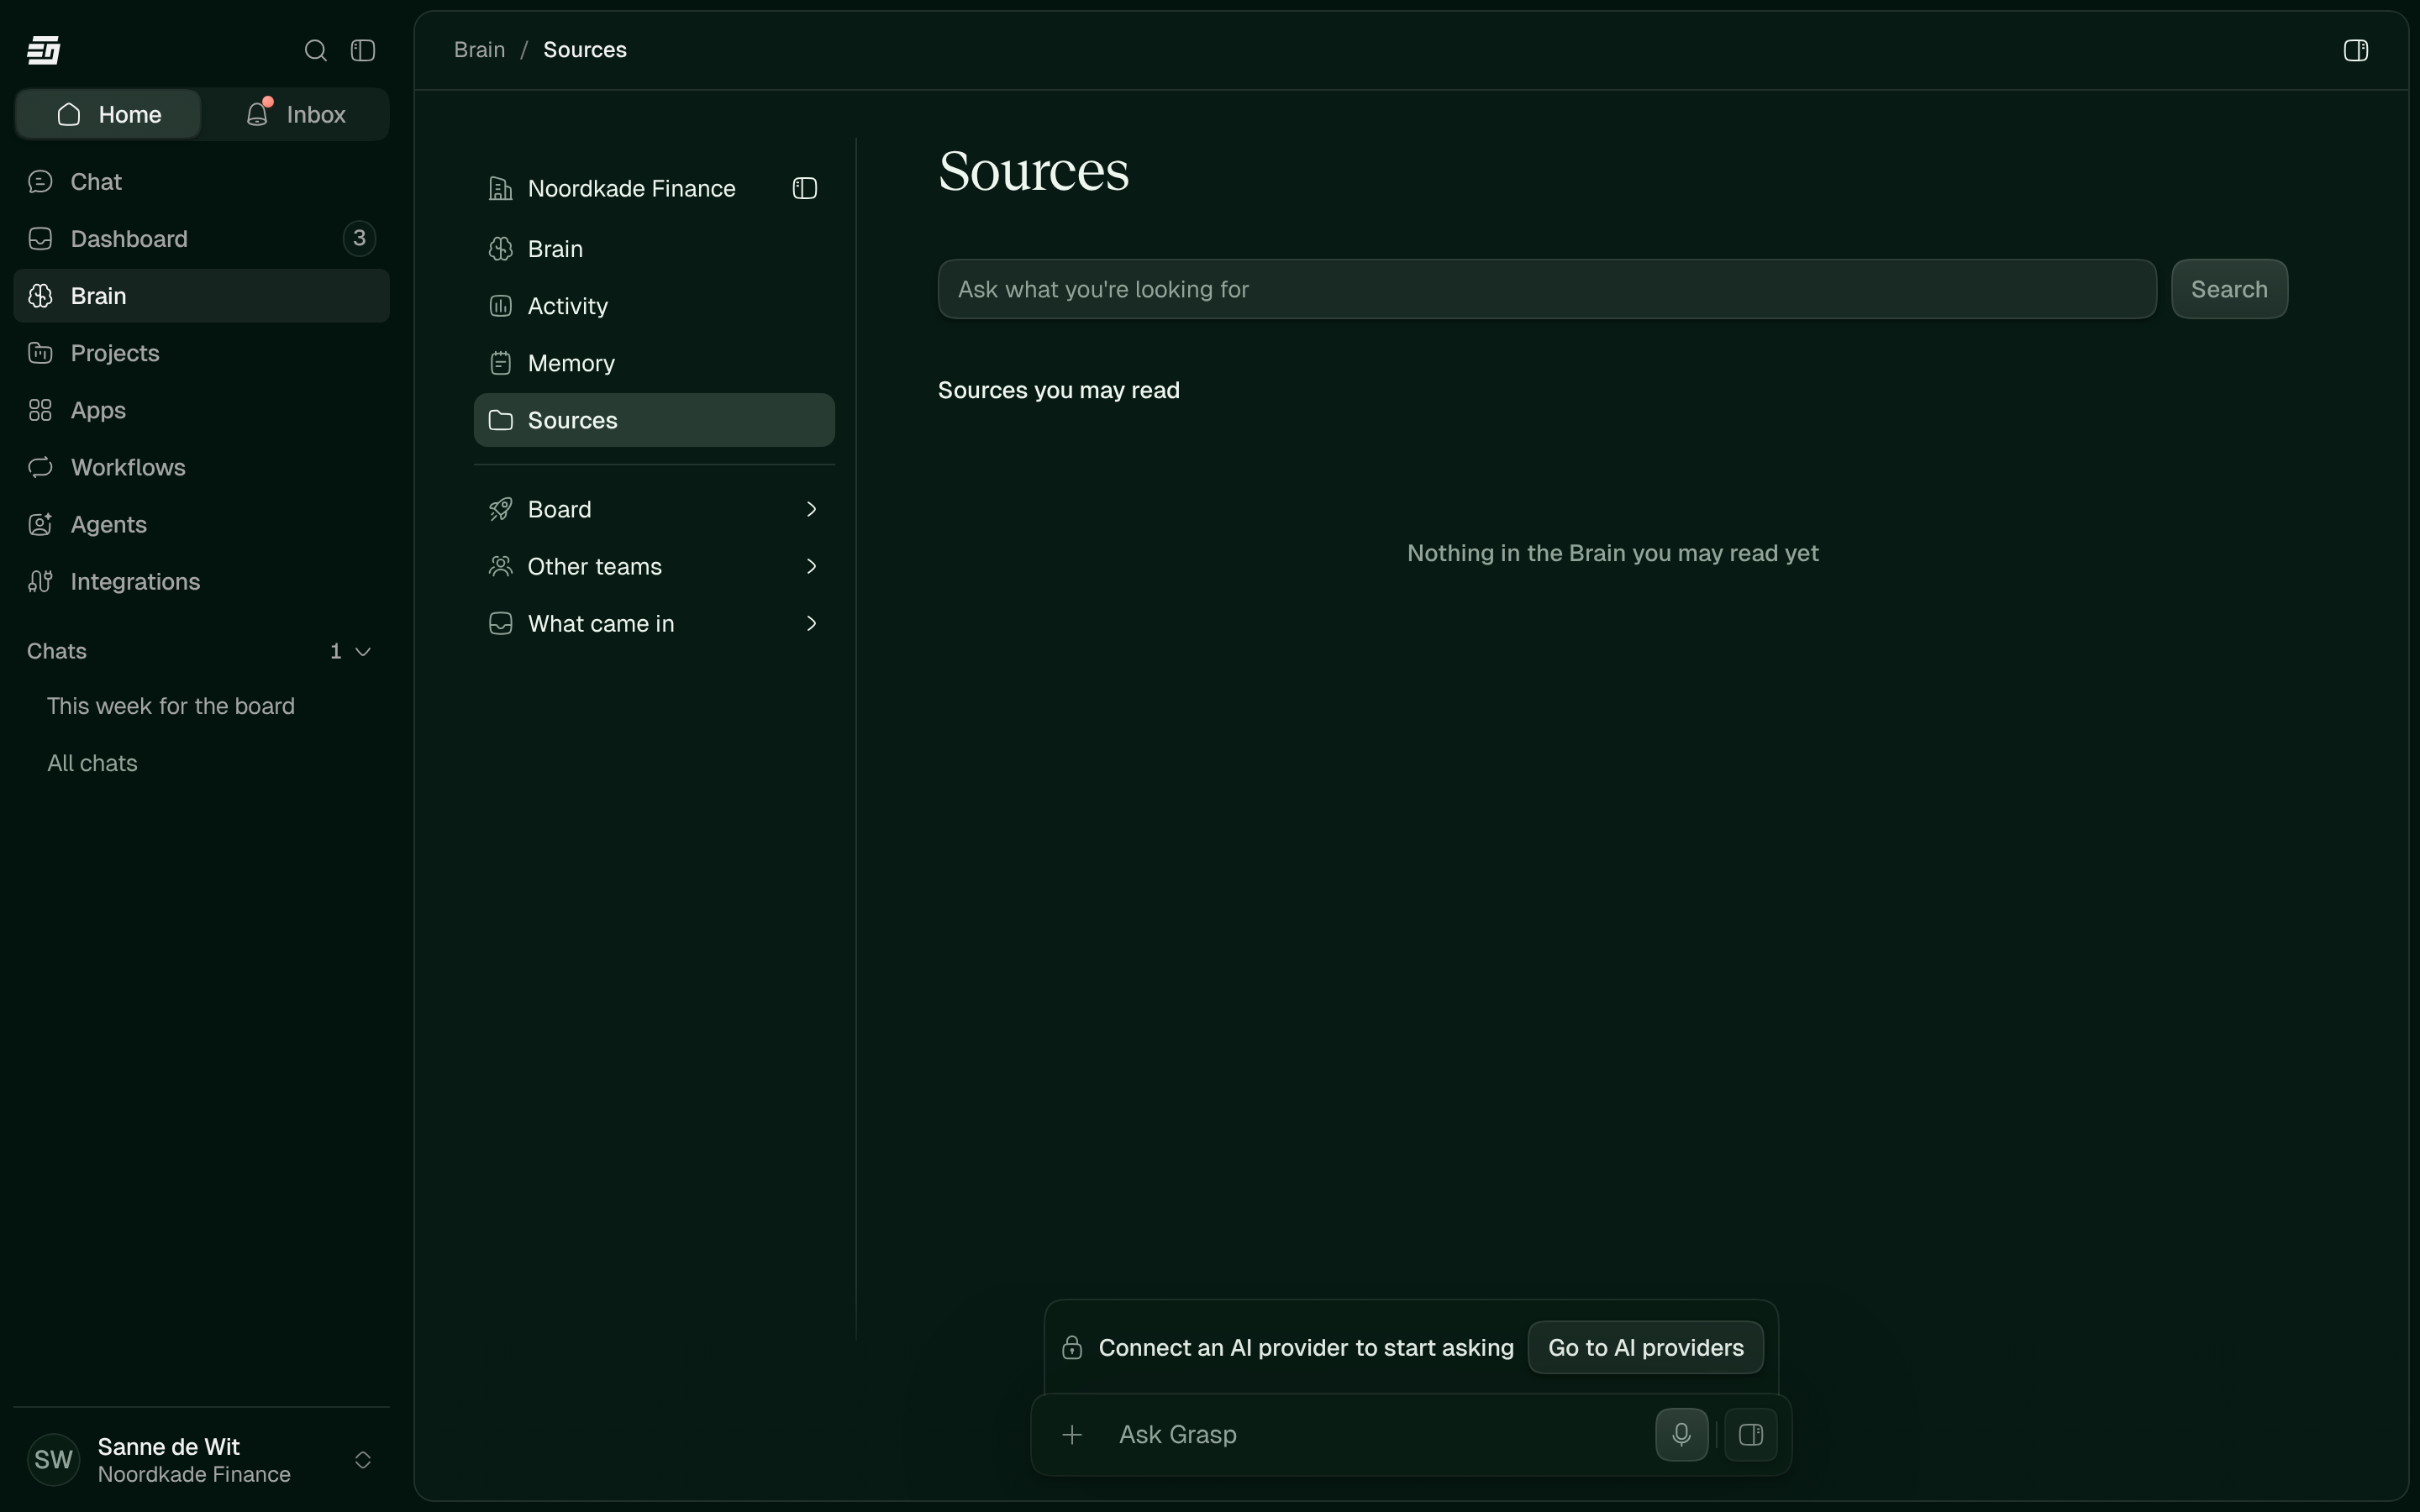 Home
Inbox
Chat
Dashboard
3
Brain
Projects
Apps
Workflows
Agents
Integrations
Chats
1
This week for the board
All chats
SW
Sanne de Wit
Noordkade Finance
Brain / Sources
Noordkade Finance
Brain
Activity
Memory
Sources
Board
Other teams
What came in
Sources
Ask what you're looking for
Search
Sources you may read
Nothing in the Brain you may read yet
Connect an AI provider to start asking
Go to AI providers
Ask Grasp